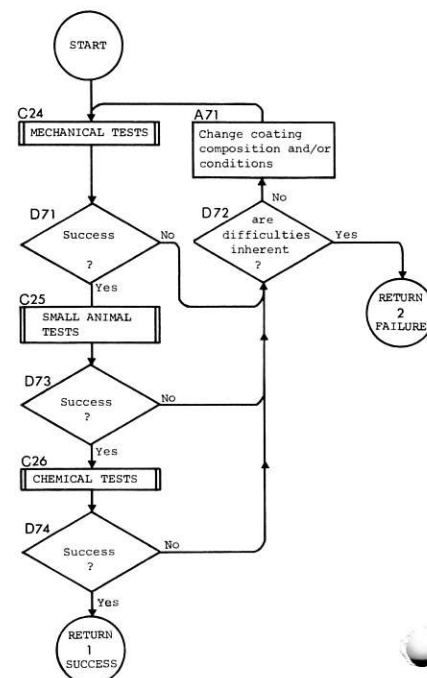 START
C24
MECHANICAL TESTS
A71
Change coating
composition and/or
conditions
No
D71
Success
?
No
Yes
D72
are
difficulties
inherent
?
Yes
RETURN
2
FAILURE
C25
SMALL ANIMAL
TESTS
D73
Success
?
No
Yes
C26
CHEMICAL TESTS
D74
Success
?
No
Yes
RETURN
1
SUCCESS